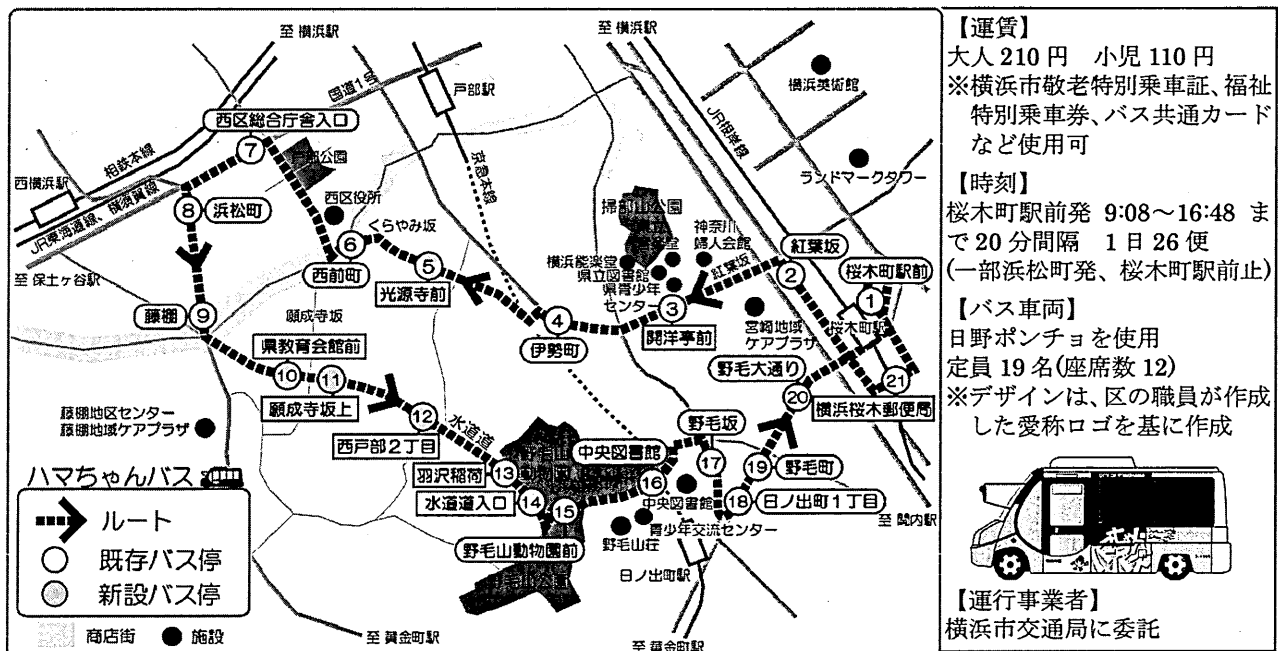 至 横浜駅
至 横浜駅
国道1号
戸部駅
横浜美術館
西区総合庁舎入口
7
戸部公園
JR根岸線
相鉄本線
京急本線
西横浜駅
ランドマークタワー
JR東海道線、横須賀線
8
浜松町
西区役所
くらやみ坂
掃部山公園
神奈川
婦人会館
紅葉坂
桜木町駅前
6
西前町
5
光源寺前
横浜能楽堂
県立図書館
県青少年
センター
紅葉坂
2
1
至 保土ヶ谷駅
3
開洋亭前
宮崎地域
ケアプラザ
桜木町駅
藤棚
9
願成寺坂
4
伊勢町
県教育会館前
野毛大通り
10
11
20
21
横浜桜木郵便局
願成寺坂上
12
水道道
藤棚地区センター
藤棚地域ケアプラザ
西戸部2丁目
野毛坂
中央図書館
17
羽沢稲荷
13
16
19
野毛町
ハマちゃんバス
水道道入口
14
15
中央図書館
18
日ノ出町1丁目
ルート
青少年交流センター
至 関内駅
既存バス停
野毛山動物園前
野毛山荘
日ノ出町駅
新設バス停
野毛山公園
商店街
施設
至 黄金町駅
至 黄金町駅
【運賃】
大人 210 円 小児 110 円
※横浜市敬老特別乗車証、福祉
特別乗車券、バス共通カード
など使用可
【時刻】
桜木町駅前発 9:08～16:48 ま
で 20 分間隔 1 日 26 便
(一部浜松町発、桜木町駅前止)
【バス車両】
日野ポンチョを使用
定員 19 名(座席数 12)
※デザインは、区の職員が作成
した愛称ロゴを基に作成
【運行事業者】
横浜市交通局に委託